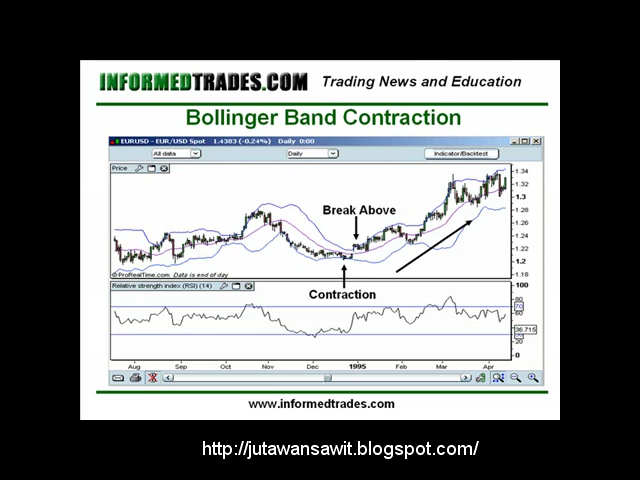 INFORMEDTRADES.COM Trading News and Education
Bollinger Band Contraction
EURUSD - EUR/USD Spot 1.4383 (-0.24%) Daily 0:00
All data Daily Indicator/Backtest
Price
1.34
1.32
1.3
1.28
1.26
1.24
1.22
1.2
1.18
Break Above
Contraction
©ProRealTime.com Data is end of day
Relative strength index (RSI) (14)
100
80
70
60
36.715
20
0
Aug Sep Oct Nov Dec 1995 Feb Mar Apr
www.informedtrades.com
http://jutawansawit.blogspot.com/